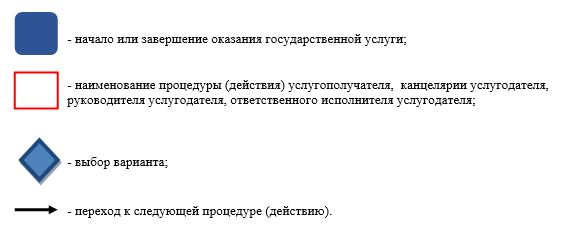 - начало или завершение оказания государственной услуги;
- наименование процедуры (действия) услугополучателя, канцелярии услугодателя,
руководителя услугодателя, ответственного исполнителя услугодателя;
- выбор варианта;
- переход к следующей процедуре (действию).